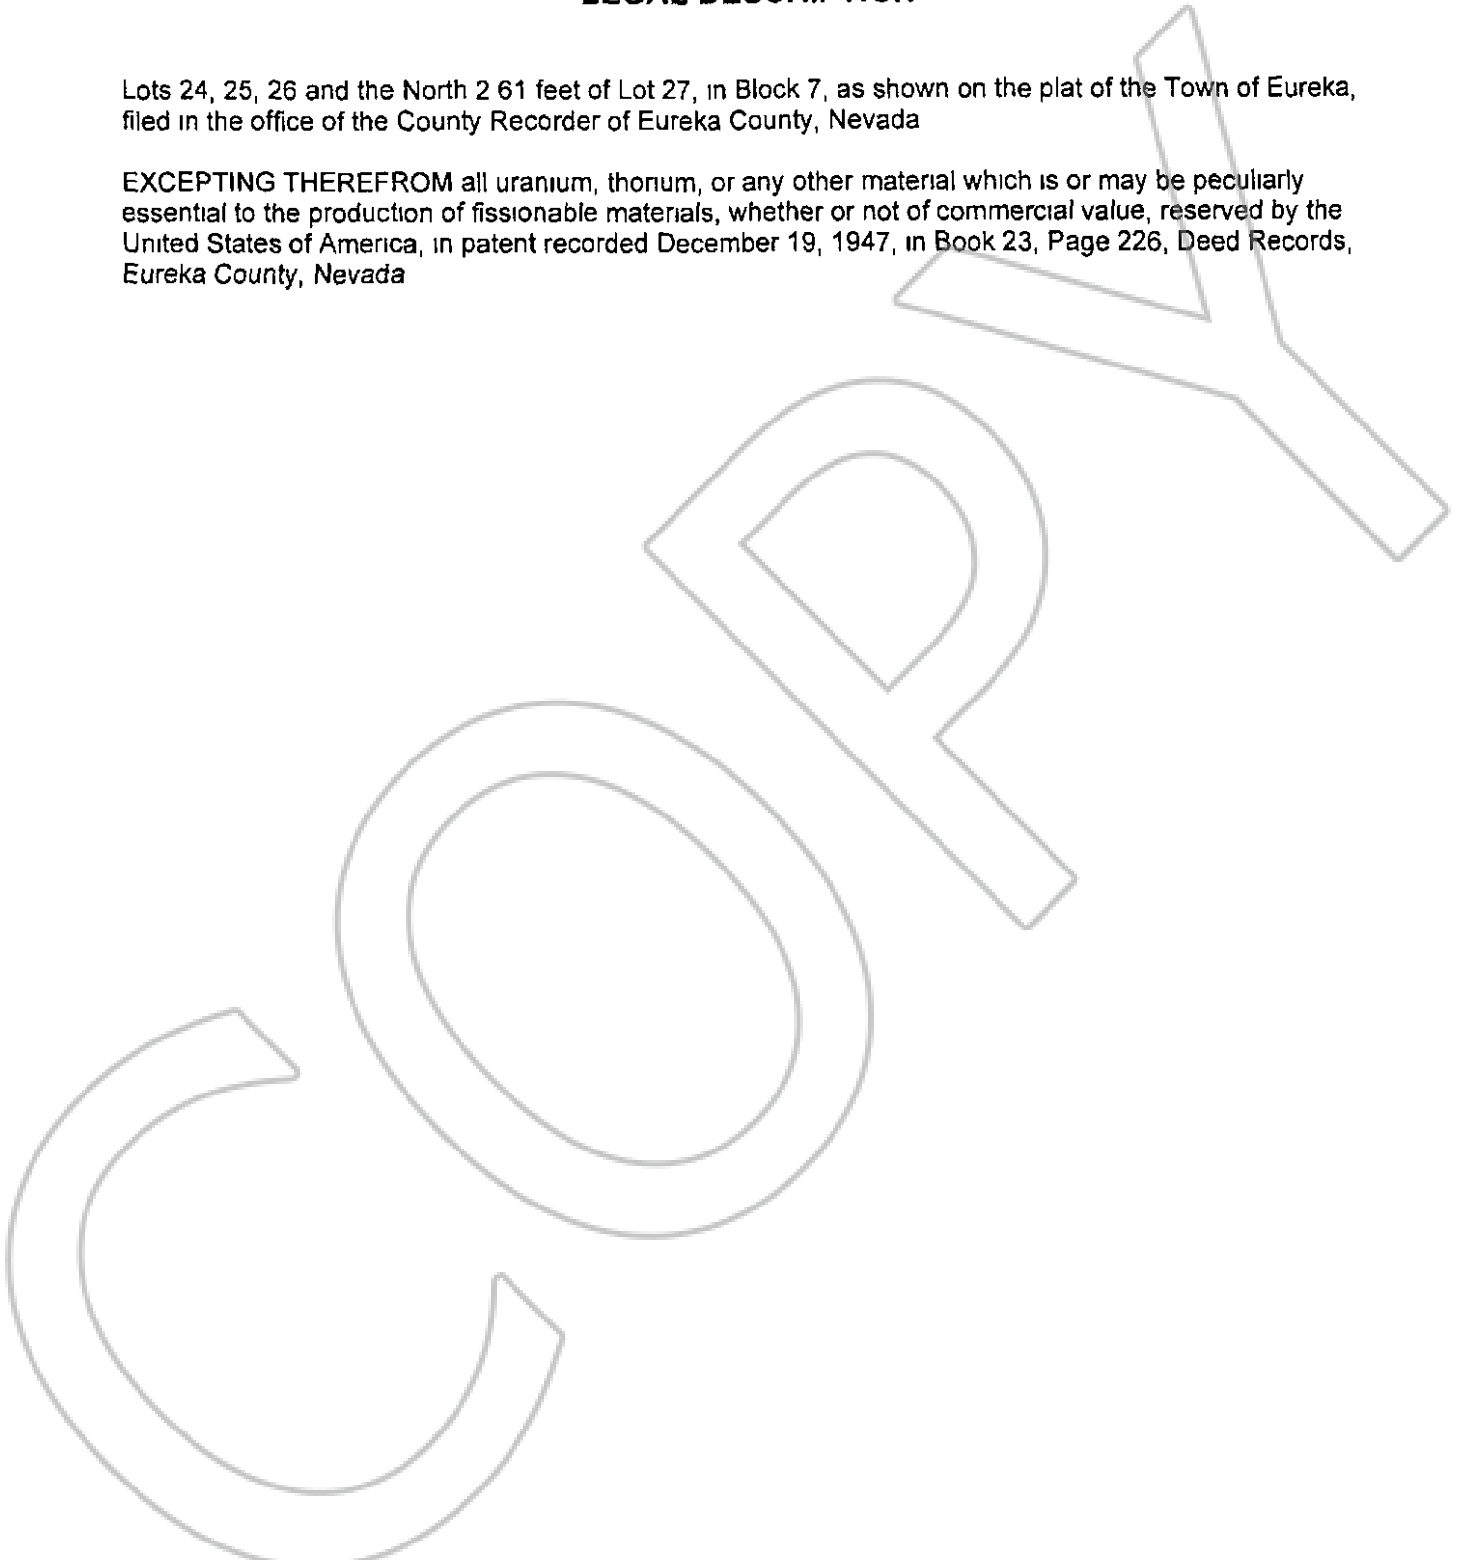 LEGAL DESCRIPTION
Lots 24, 25, 26 and the North 2 61 feet of Lot 27, in Block 7, as shown on the plat of the Town of Eureka,
filed in the office of the County Recorder of Eureka County, Nevada
EXCEPTING THEREFROM all uranium, thorium, or any other material which is or may be peculiarly
essential to the production of fissionable materials, whether or not of commercial value, reserved by the
United States of America, in patent recorded December 19, 1947, in Book 23, Page 226, Deed Records,
Eureka County, Nevada
COPY